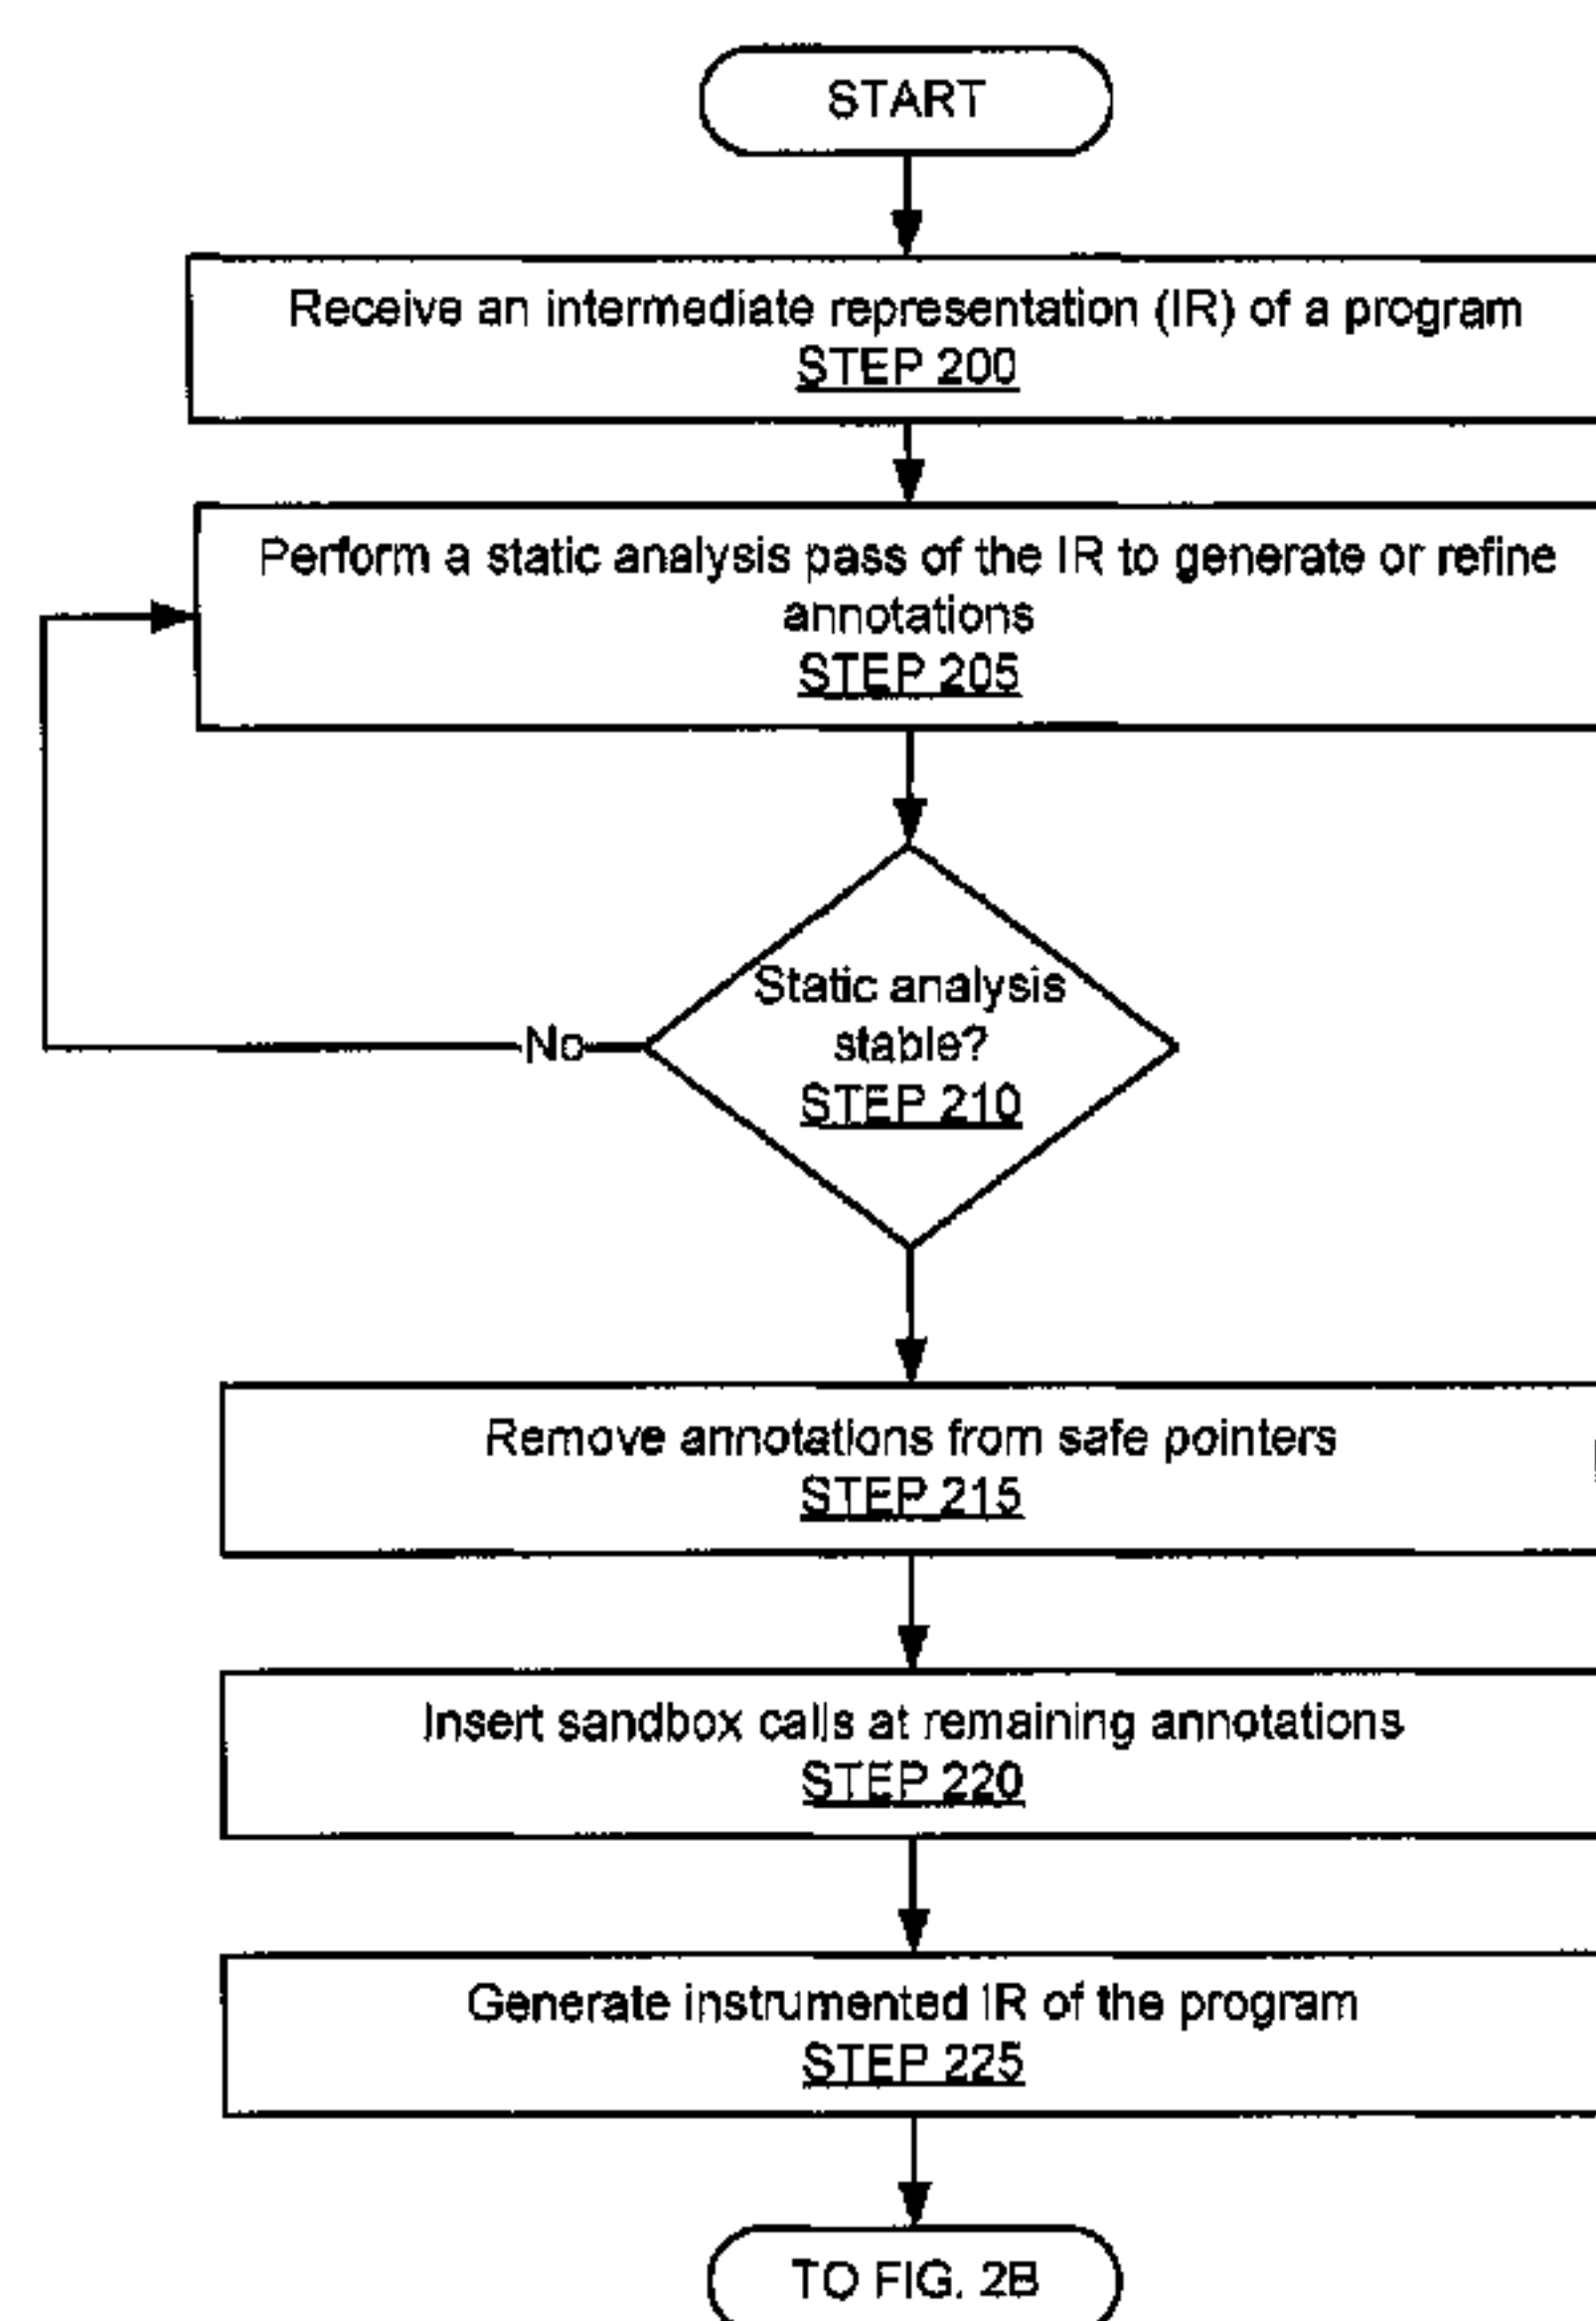 START
Receive an intermediate representation (IR) of a program
STEP 200
Perform a static analysis pass of the IR to generate or refine
annotations
STEP 205
Static analysis
stable?
STEP 210
No
Remove annotations from safe pointers
STEP 215
Insert sandbox calls at remaining annotations
STEP 220
Generate instrumented IR of the program
STEP 225
TO FIG. 2B